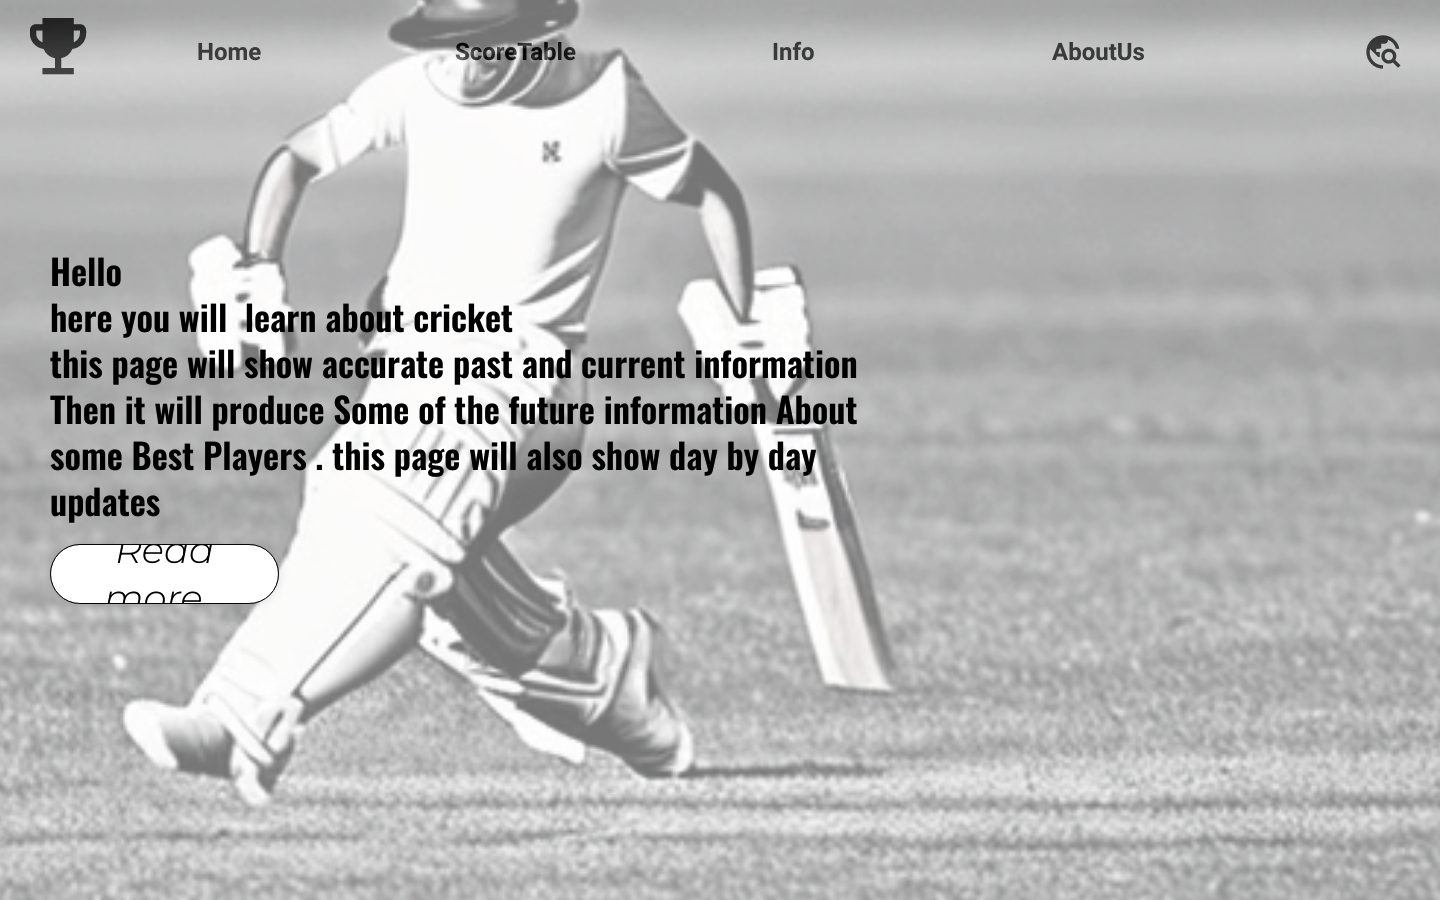 Home ScoreTable Info AboutUs
Hello
here you will  learn about cricket
this page will show accurate past and current information
Then it will produce Some of the future information About
some Best Players . this page will also show day by day
updates
Read
more